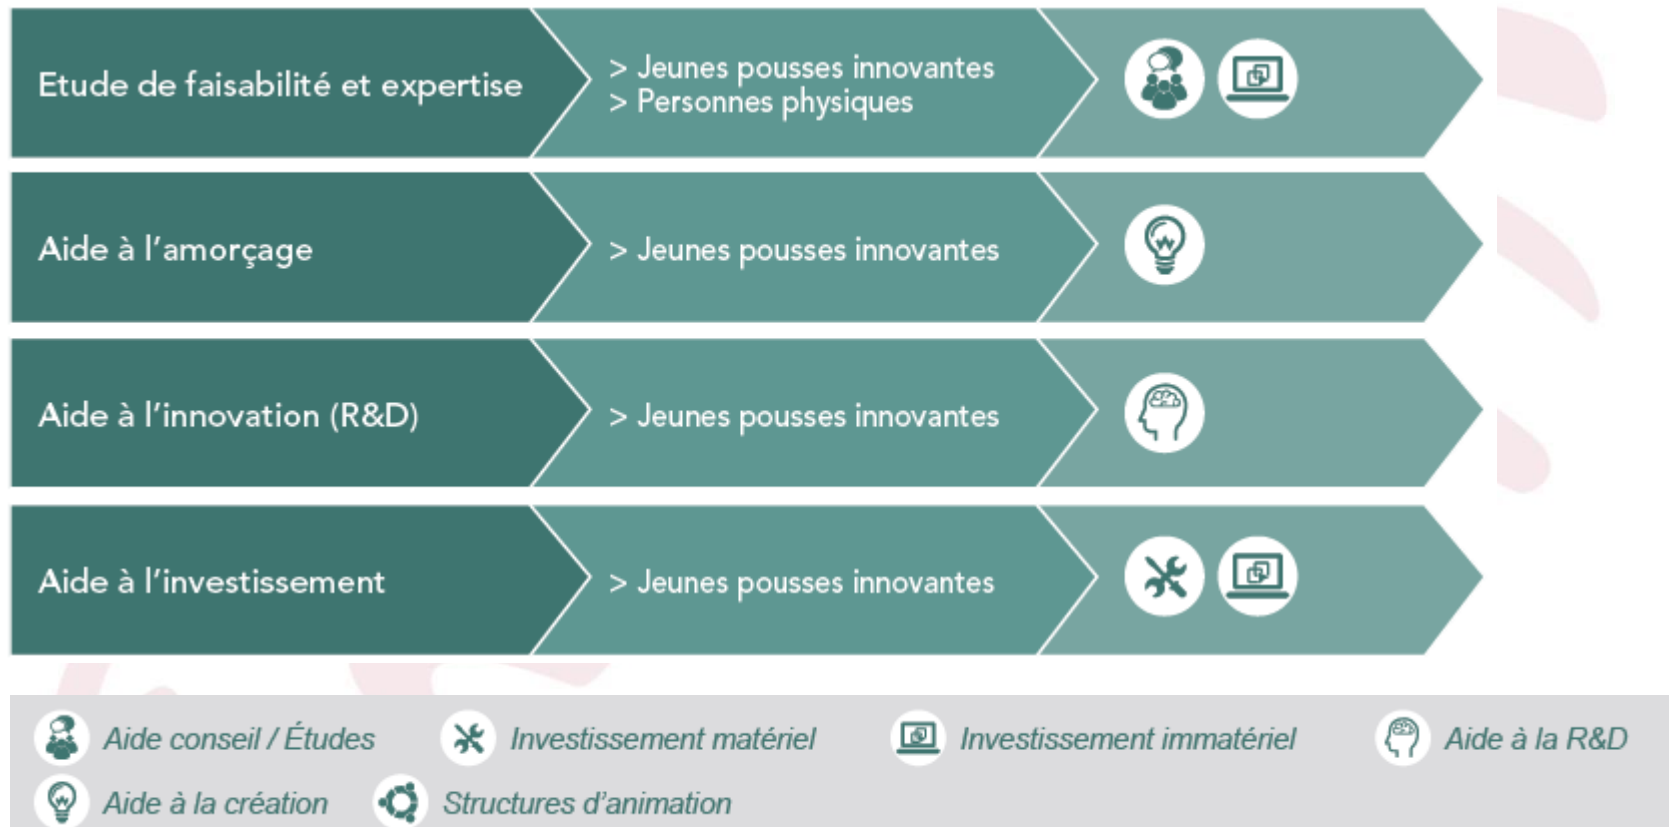 Etude de faisabilité et expertise
> Jeunes pousses innovantes
> Personnes physiques
Aide à l'amorçage
> Jeunes pousses innovantes
Aide à l'innovation (R&D)
> Jeunes pousses innovantes
Aide à l'investissement
> Jeunes pousses innovantes
Aide conseil / Études
Investissement matériel
Investissement immatériel
Aide à la R&D
Aide à la création
Structures d'animation